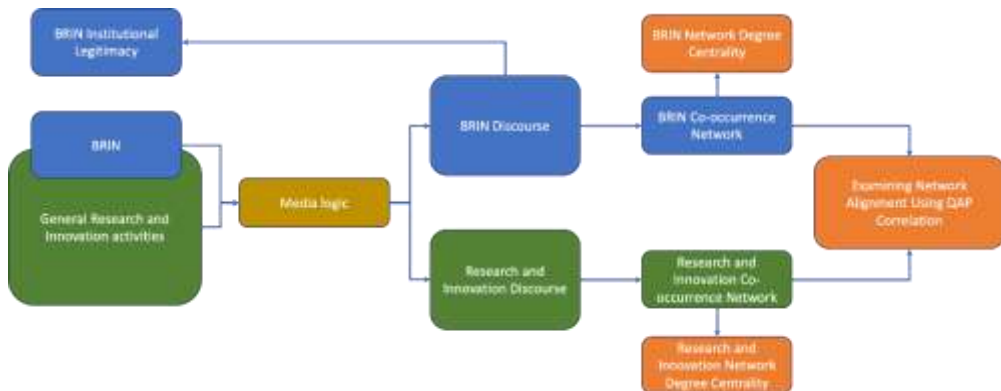 BRIN Institutional
Legitimacy
BRIN Network Degree
Centrality
BRIN
BRIN Discourse
BRIN Co-occurrence
Network
General Research and
Innovation activities
Media logic
Examining Network
Alignment Using QAP
Correlation
Research and
Innovation Discourse
Research and
Innovation Co-
occurrence Network
Research and
Innovation Network
Degree Centrality